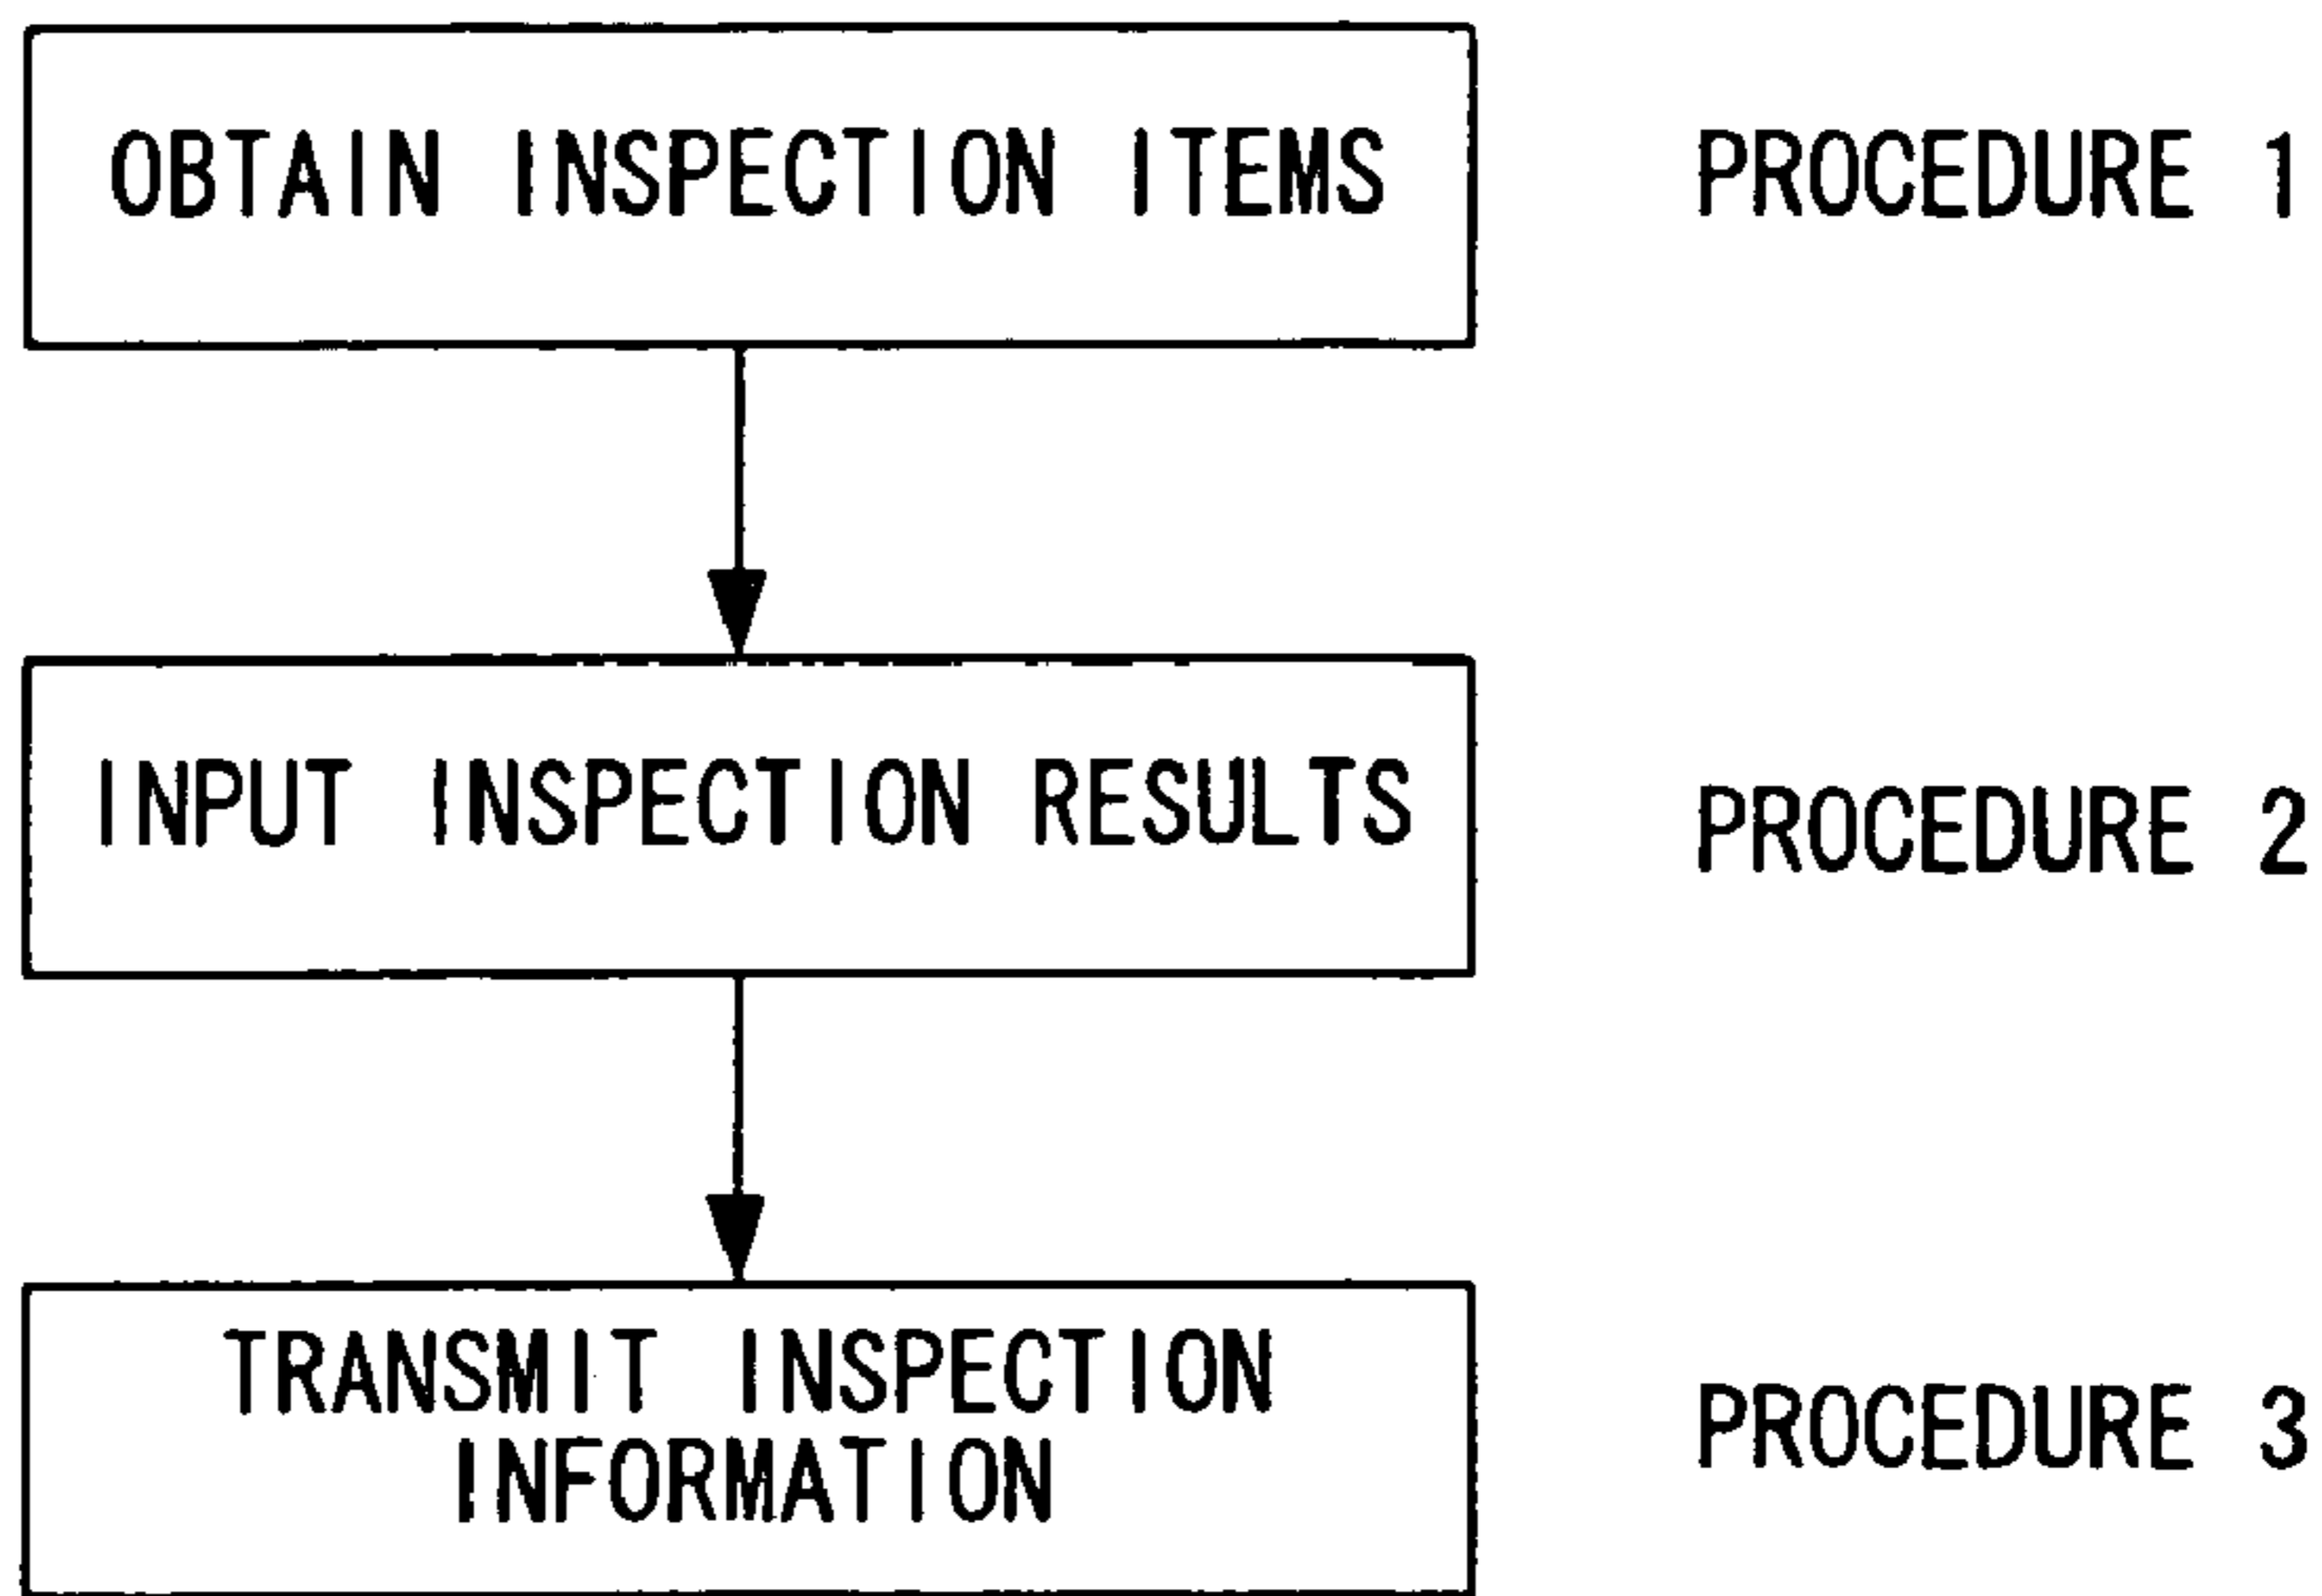 OBTAIN INSPECTION ITEMS PROCEDURE 1
INPUT INSPECTION RESULTS PROCEDURE 2
TRANSMIT INSPECTION
INFORMATION
PROCEDURE 3